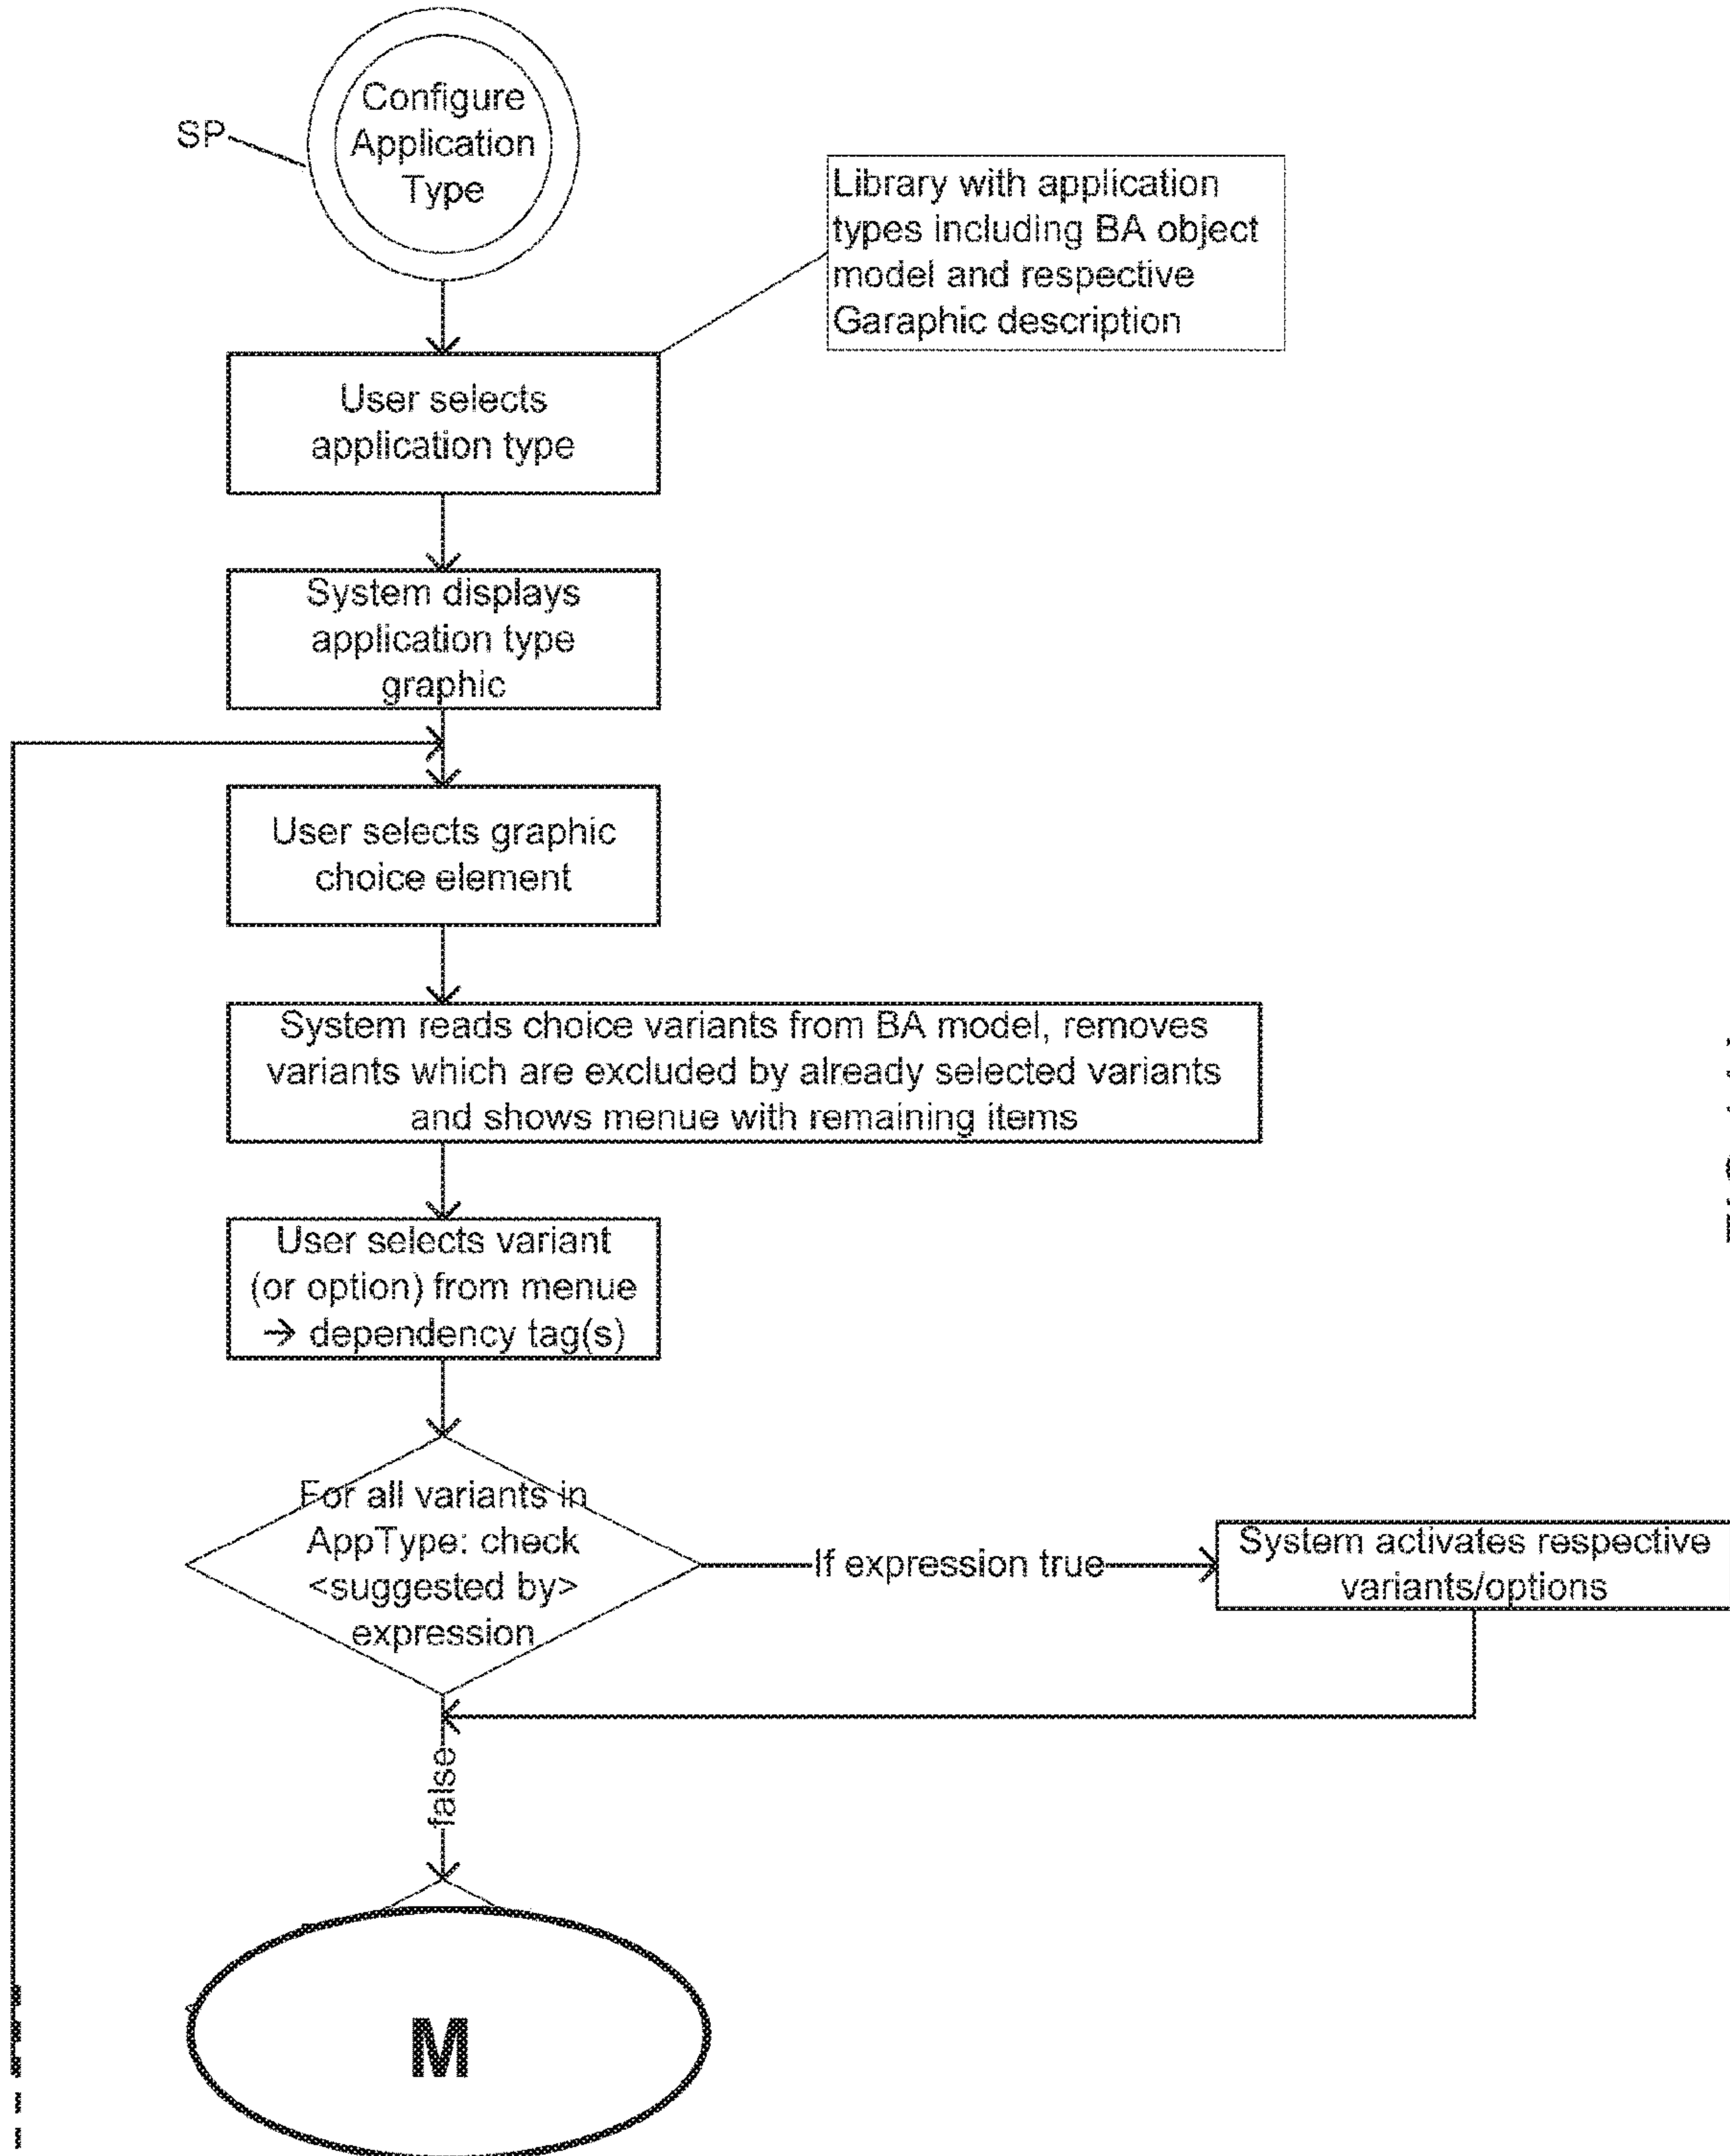 Configure
Application
Type
SP
Library with application
types including BA object
model and respective
Garaphic description
User selects
application type
System displays
application type
graphic
User selects graphic
choice element
System reads choice variants from BA model, removes
variants which are excluded by already selected variants
and shows menue with remaining items
User selects variant
(or option) from menue
→ dependency tag(s)
For all variants in
AppType: check
<suggested by>
expression
If expression true
System activates respective
variants/options
false
M